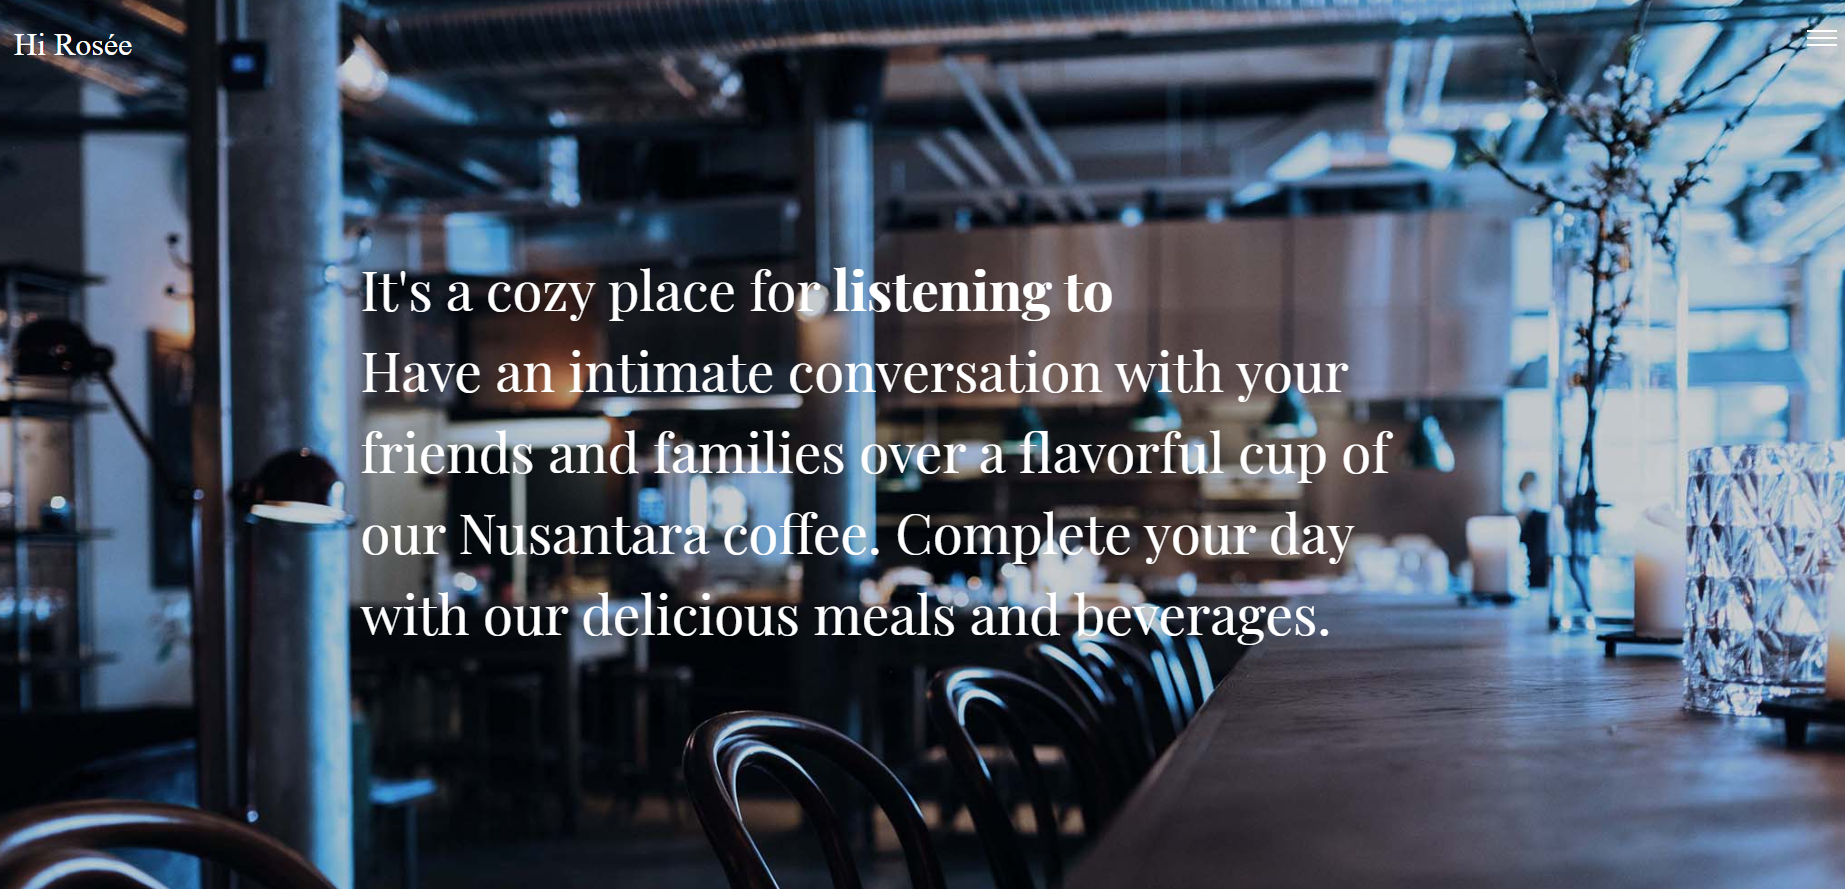 Hi Rosée
It's a cozy place for listening to
Have an intimate conversation with your
friends and families over a flavorful cup of
our Nusantara coffee. Complete your day
with our delicious meals and beverages.